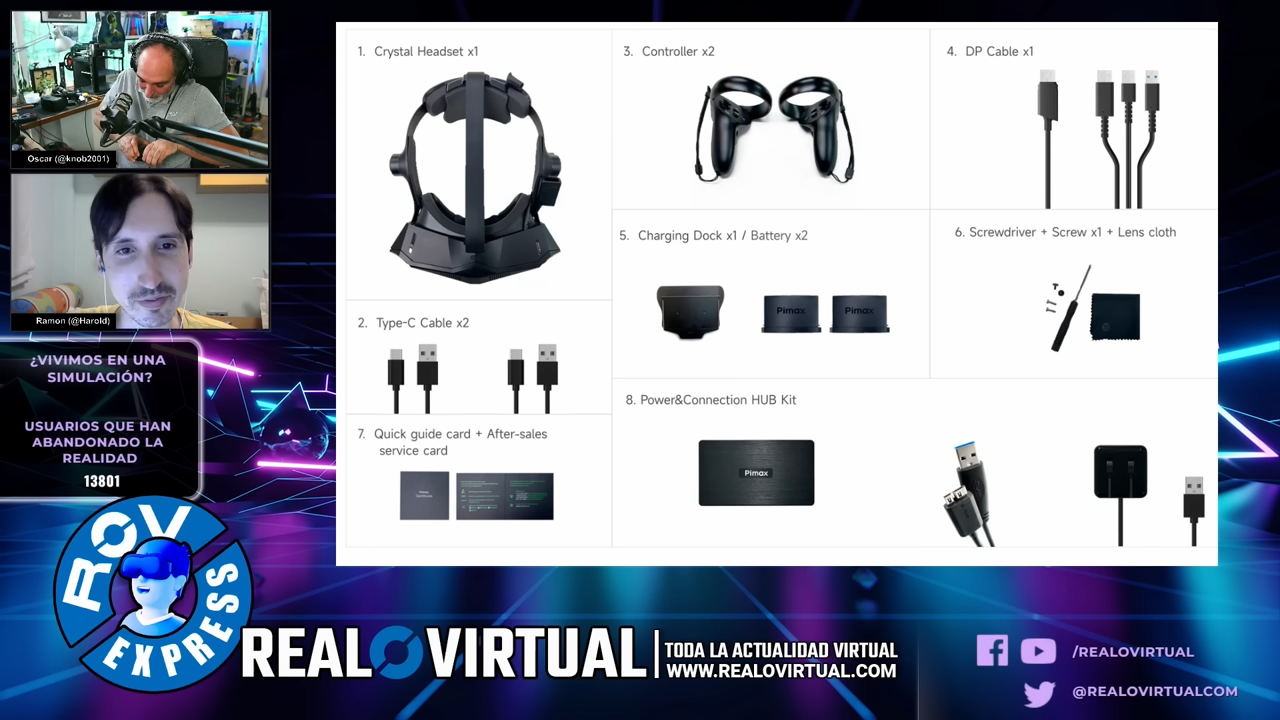 Oscar (@knob2001)
Ramon (@Harold)
¿VIVIMOS EN UNA
SIMULACIÓN?
USUARIOS QUE HAN
ABANDONADO LA
REALIDAD
13801
1. Crystal Headset x1
2. Type-C Cable x2
7. Quick guide card + After-sales
service card
3. Controller x2
4. DP Cable x1
5. Charging Dock x1 / Battery x2
Pimax
Pimax
6. Screwdriver + Screw x1 + Lens cloth
8. Power&Connection HUB Kit
Pimax
ROV
EXPRESS
REAL O VIRTUAL
TODA LA ACTUALIDAD VIRTUAL
WWW.REALOVIRTUAL.COM
/REALOVIRTUAL
@REALOVIRTUALCOM